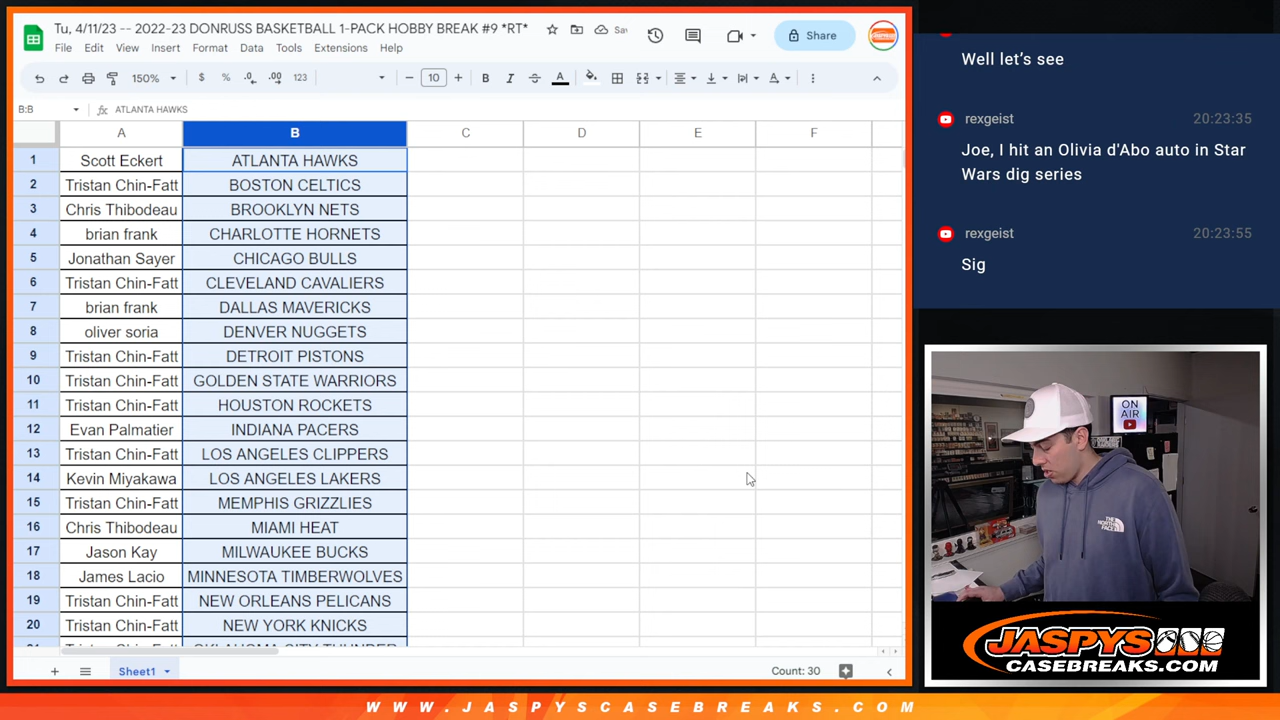 Tu, 4/11/23 -- 2022-23 DONRUSS BASKETBALL 1-PACK HOBBY BREAK #9 *RT*
File Edit View Insert Format Data Tools Extensions Help
Share
150% $ % .0 .00 123 10 B I A
B:B fx ATLANTA HAWKS
A B C D E F
1 Scott Eckert ATLANTA HAWKS
2 Tristan Chin-Fatt BOSTON CELTICS
3 Chris Thibodeau BROOKLYN NETS
4 brian frank CHARLOTTE HORNETS
5 Jonathan Sayer CHICAGO BULLS
6 Tristan Chin-Fatt CLEVELAND CAVALIERS
7 brian frank DALLAS MAVERICKS
8 oliver soria DENVER NUGGETS
9 Tristan Chin-Fatt DETROIT PISTONS
10 Tristan Chin-Fatt GOLDEN STATE WARRIORS
11 Tristan Chin-Fatt HOUSTON ROCKETS
12 Evan Palmatier INDIANA PACERS
13 Tristan Chin-Fatt LOS ANGELES CLIPPERS
14 Kevin Miyakawa LOS ANGELES LAKERS
15 Tristan Chin-Fatt MEMPHIS GRIZZLIES
16 Chris Thibodeau MIAMI HEAT
17 Jason Kay MILWAUKEE BUCKS
18 James Lacio MINNESOTA TIMBERWOLVES
19 Tristan Chin-Fatt NEW ORLEANS PELICANS
20 Tristan Chin-Fatt NEW YORK KNICKS
Sheet1
Count: 30
Well let's see
rexgeist 20:23:35
Joe, I hit an Olivia d'Abo auto in Star
Wars dig series
rexgeist 20:23:55
Sig
ON
AIR
THE
NORTH
FACE
JASPYS
CASEBREAKS.COM
WWW.JASPYSCASEBREAKS.COM